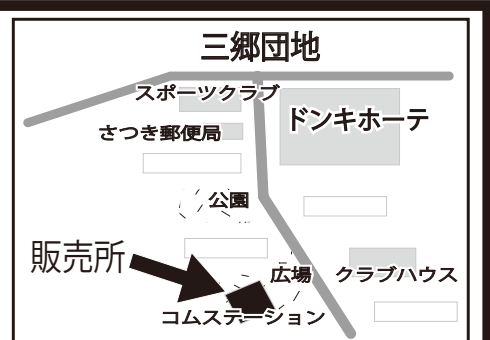 三郷団地
スポーツクラブ
ドンキホーテ
さつき郵便局
公園
販売所
広場
クラブハウス
コムステーション